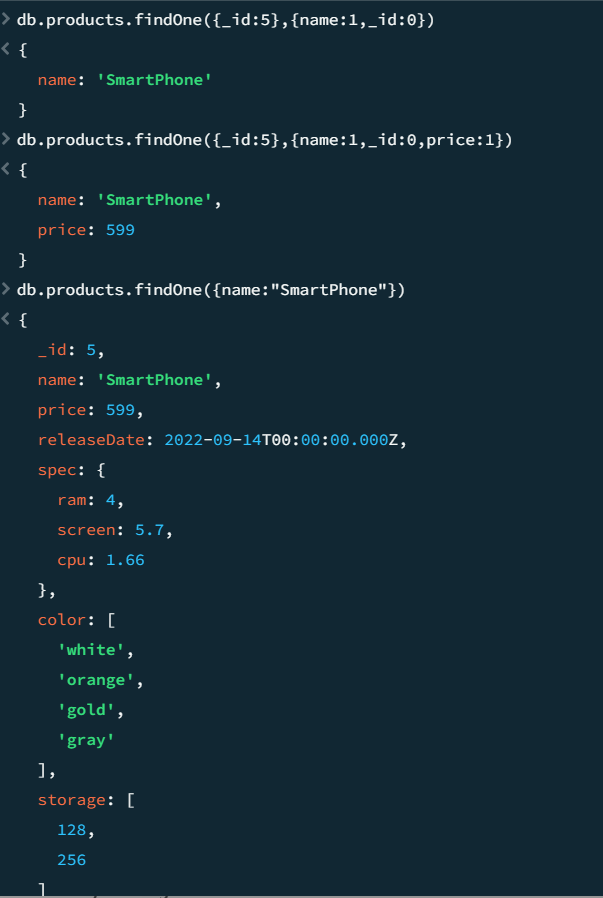 > db.products.findOne({_id:5},{name:1,_id:0})
< {
name: 'SmartPhone'
}
> db.products.findOne({_id:5},{name:1,_id:0,price:1})
< {
name: 'SmartPhone',
price: 599
}
> db.products.findOne({name:"SmartPhone"})
< {
_id: 5,
name: 'SmartPhone',
price: 599,
releaseDate: 2022-09-14T00:00:00.000Z,
spec: {
ram: 4,
screen: 5.7,
cpu: 1.66
},
color: [
'white',
'orange',
'gold',
'gray'
],
storage: [
128,
256
]